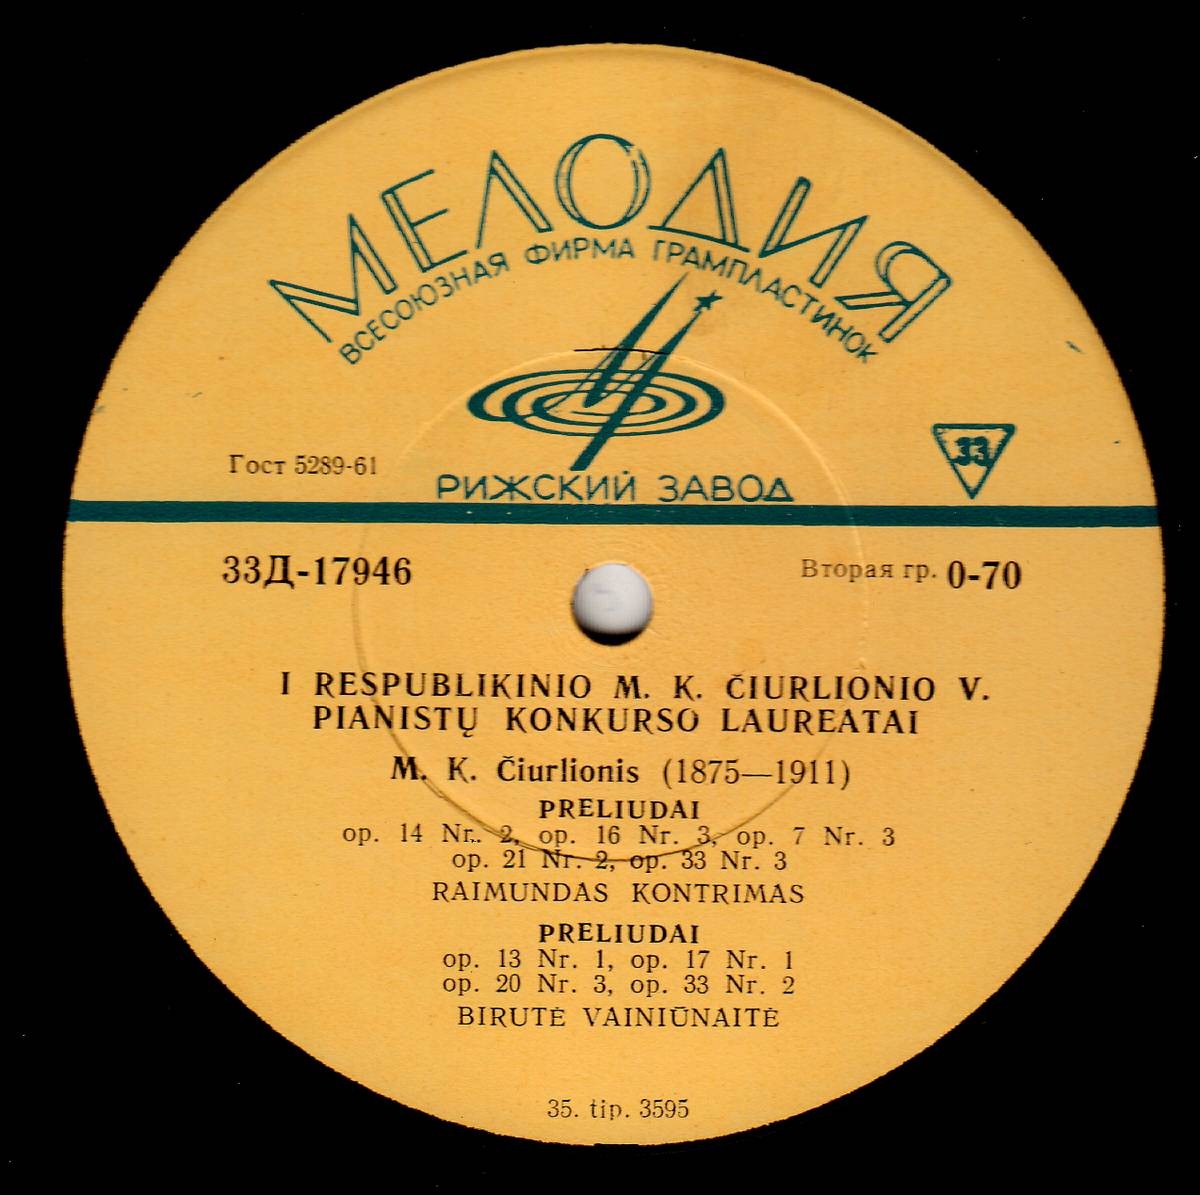 МЕЛОДИЯ
ВСЕСОЮЗНАЯ ФИРМА ГРАМПЛАСТИНОК
33
Гост 5289-61
РИЖСКИЙ ЗАВОД
33Д-17946
Вторая гр. 0-70
I RESPUBLIKINIO M. K. ČIURLIONIO V.
PIANISTŲ KONKURSO LAUREATAI
M. K. Čiurlionis (1875—1911)
PRELIUDAI
op. 14 Nr. 2, op. 16 Nr. 3, op. 7 Nr. 3
op. 21 Nr. 2, op. 33 Nr. 3
RAIMUNDAS KONTRIMAS
PRELIUDAI
op. 13 Nr. 1, op. 17 Nr. 1
op. 20 Nr. 3, op. 33 Nr. 2
BIRUTĖ VAINIŪNAITĖ
35. tip. 3595